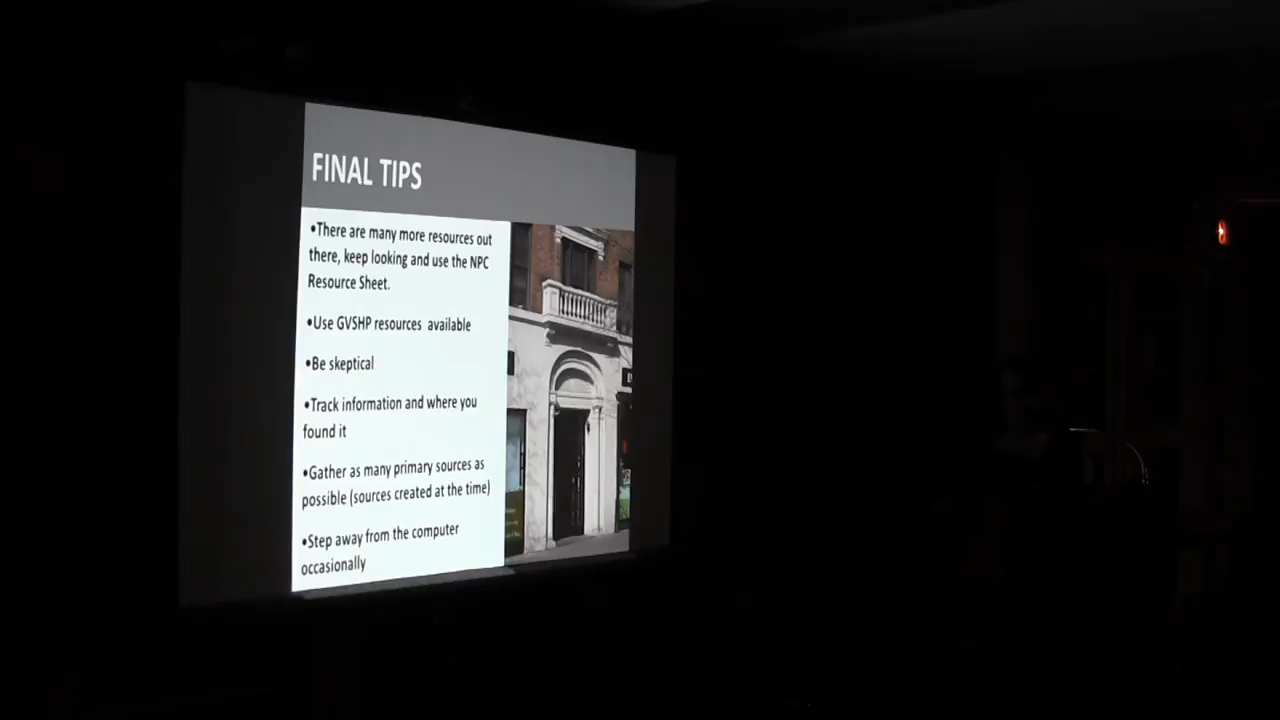 FINAL TIPS
•There are many more resources out
there, keep looking and use the NPC
Resource Sheet.
•Use GVSHP resources available
•Be skeptical
•Track information and where you
found it
•Gather as many primary sources as
possible (sources created at the time)
•Step away from the computer
occasionally